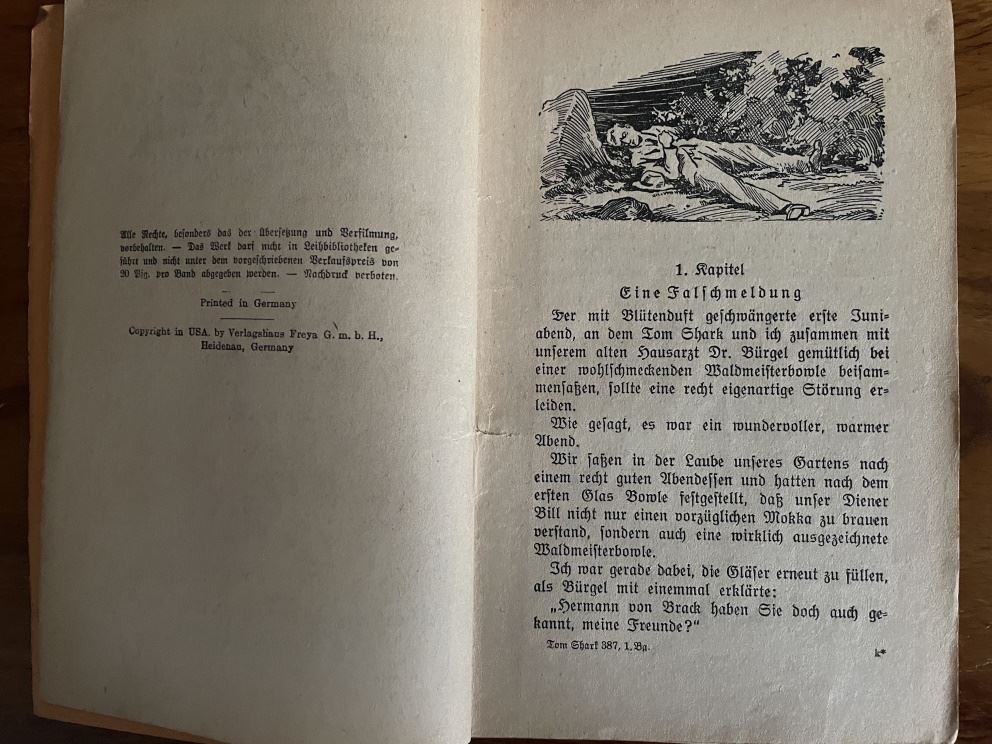 Alle Rechte, besonders das der Übersetzung und Verfilmung,
vorbehalten. — Das Werk darf nicht in Leihbibliotheken ge-
führt und nicht unter dem vorgeschriebenen Verkaufspreis von
20 Pfg. pro Band abgegeben werden. — Nachdruck verboten.
Printed in Germany
Copyright in USA. by Verlagshaus Freya G. m. b. H.,
Heidenau, Germany
1. Kapitel
Eine Falschmeldung
Der mit Blütenduft geschwängerte erste Juni-
abend, an dem Tom Shark und ich zusammen mit
unserem alten Hausarzt Dr. Bürgel gemütlich bei
einer wohlschmeckenden Waldmeisterbowle beisam-
mensaßen, sollte eine recht eigenartige Störung er-
leiden.
Wie gesagt, es war ein wundervoller, warmer
Abend.
Wir saßen in der Laube unseres Gartens nach
einem recht guten Abendessen und hatten nach dem
ersten Glas Bowle festgestellt, daß unser Diener
Bill nicht nur einen vorzüglichen Mokka zu brauen
verstand, sondern auch eine wirklich ausgezeichnete
Waldmeisterbowle.
Ich war gerade dabei, die Gläser erneut zu füllen,
als Bürgel mit einemmal erklärte:
„Hermann von Brack haben Sie doch auch ge-
kannt, meine Freunde?“
Tom Shark 387, 1. Bg.
k*